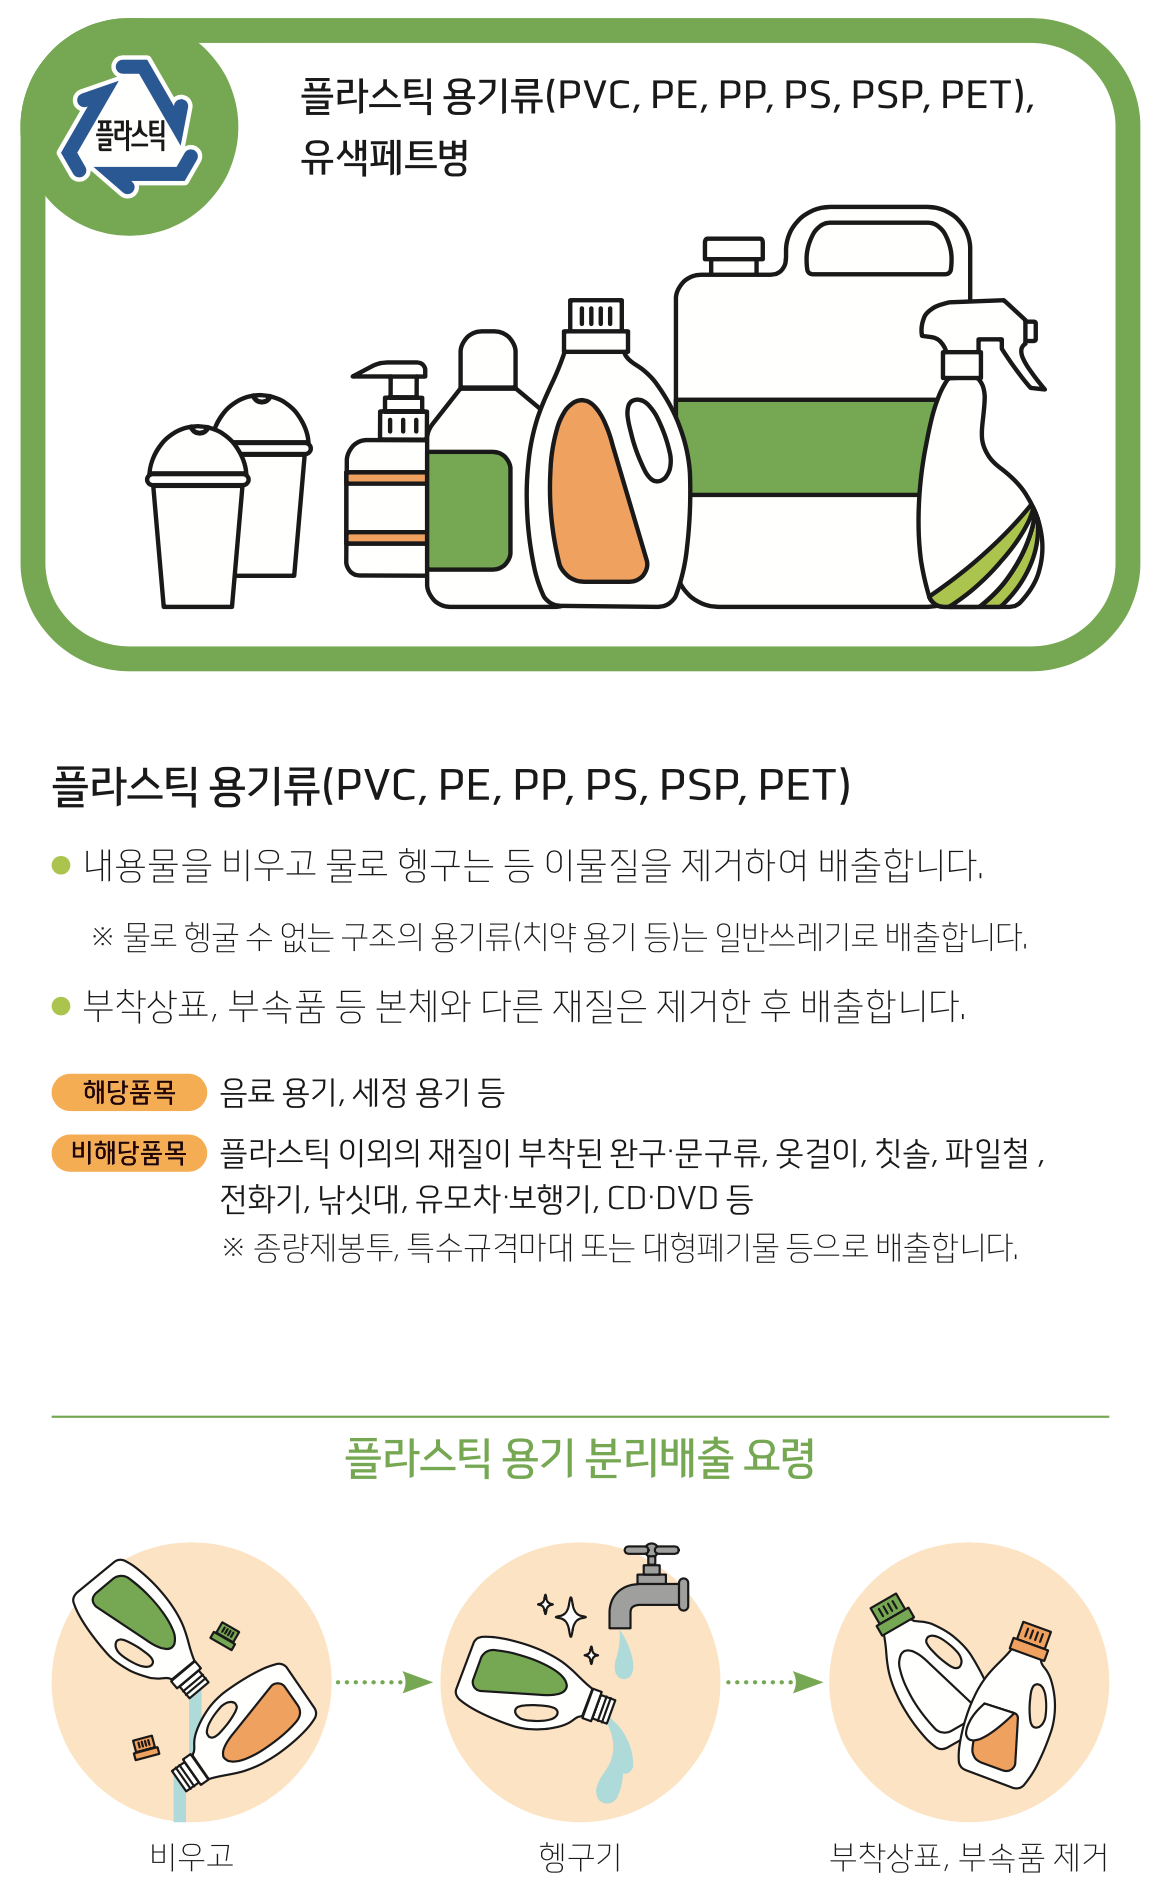 플라스틱
플라스틱 용기류(PVC, PE, PP, PS, PSP, PET),
유색페트병
플라스틱 용기류(PVC, PE, PP, PS, PSP, PET)
● 내용물을 비우고 물로 헹구는 등 이물질을 제거하여 배출합니다.
※ 물로 헹굴 수 없는 구조의 용기류(치약 용기 등)는 일반쓰레기로 배출합니다.
● 부착상표, 부속품 등 본체와 다른 재질은 제거한 후 배출합니다.
해당품목 음료 용기, 세정 용기 등
비해당품목 플라스틱 이외의 재질이 부착된 완구·문구류, 옷걸이, 칫솔, 파일철 ,
전화기, 낚싯대, 유모차·보행기, CD·DVD 등
※ 종량제봉투, 특수규격마대 또는 대형폐기물 등으로 배출합니다.
플라스틱 용기 분리배출 요령
비우고
헹구기
부착상표, 부속품 제거